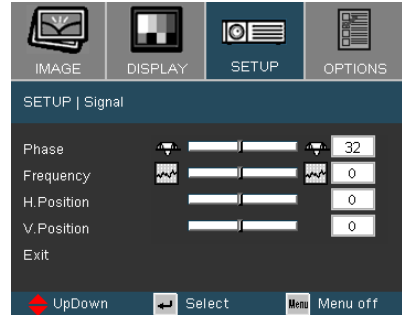 IMAGE DISPLAY SETUP OPTIONS
SETUP | Signal
Phase 32
Frequency 0
H.Position 0
V.Position 0
Exit
UpDown Select Menu Menu off